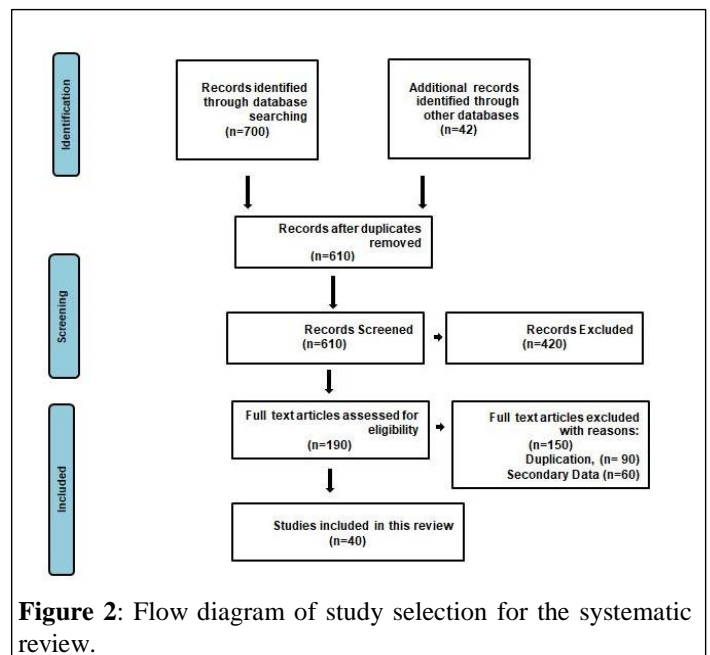 Identification
Records identified
through database
searching
(n=700)
Additional records
identified through
other databases
(n=42)
Records after duplicates
removed
(n=610)
Screening
Records Screened
(n=610)
Records Excluded
(n=420)
Included
Full text articles assessed for
eligibility
(n=190)
Full text articles excluded
with reasons:
(n=150)
Duplication, (n= 90)
Secondary Data (n=60)
Studies included in this review
(n=40)
Figure 2: Flow diagram of study selection for the systematic
review.